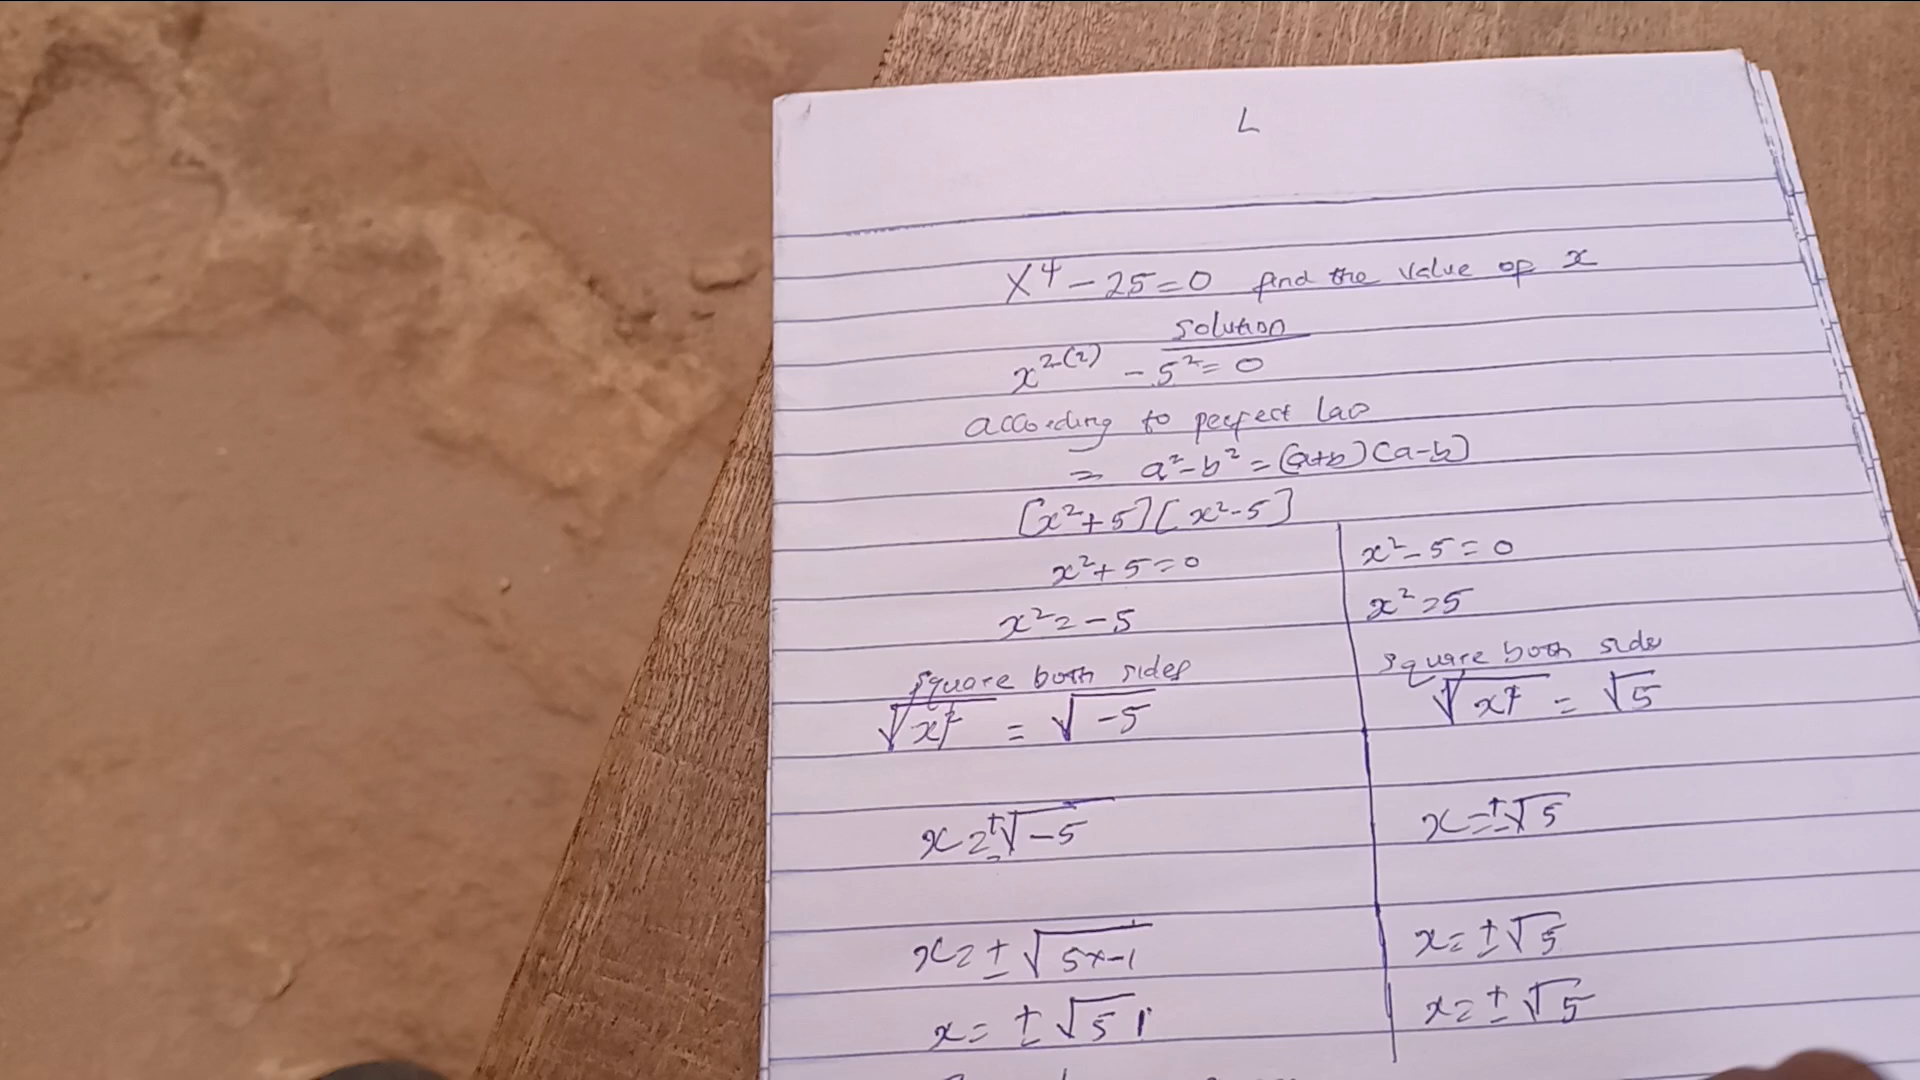 L
X⁴ - 25 = 0 find the value of x
solution
x²⁽²⁾ - 5² = 0
according to perfect law
= a² - b² = (a+b)(a-b)
[x² + 5][x² - 5]
x² + 5 = 0
x² = -5
square both sides
√x² = √-5
x = ±√-5
x = ±√5x-1
x = ±√5 i
x² - 5 = 0
x² = 5
square both side
√x² = √5
x = ±√5
x = ±√5
x = ±√5